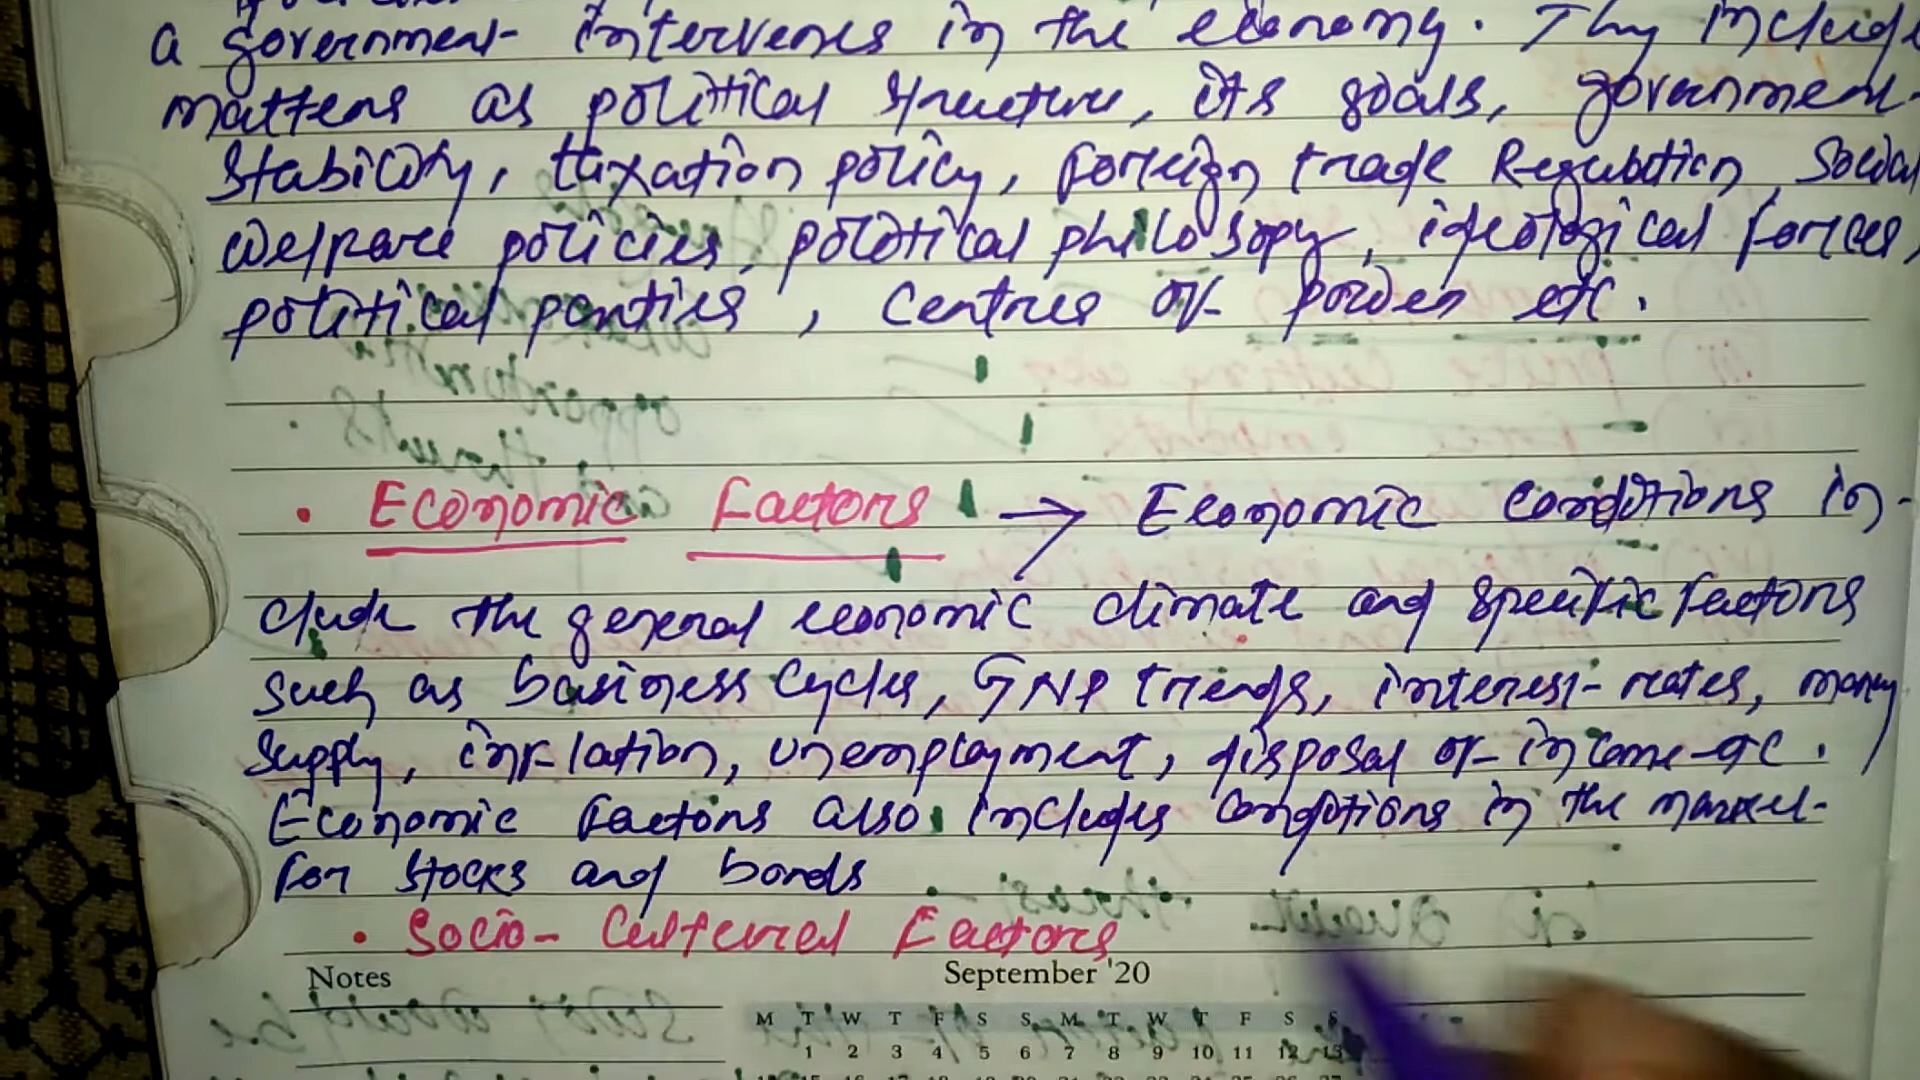 a government intervenes in the economy. They include
matters as political structure, its goals, government
stability, taxation policy, foreign trade Regulation, Social
welfare policies, political philosopy, ideological forces,
political parties, Centres of power etc.
• Economic Factors → Economic conditions in-
clude the general economic climate and specific factors
such as business cycles, GNP trends, interest rates, money
supply, inflation, unemployment, disposal of income etc.
Economic factors also includes conditions in the market
for stocks and bonds
• Socio-Cultural Factors
Notes
September '20
M T W T F S S M T W T F S S
1 2 3 4 5 6 7 8 9 10 11 12 13